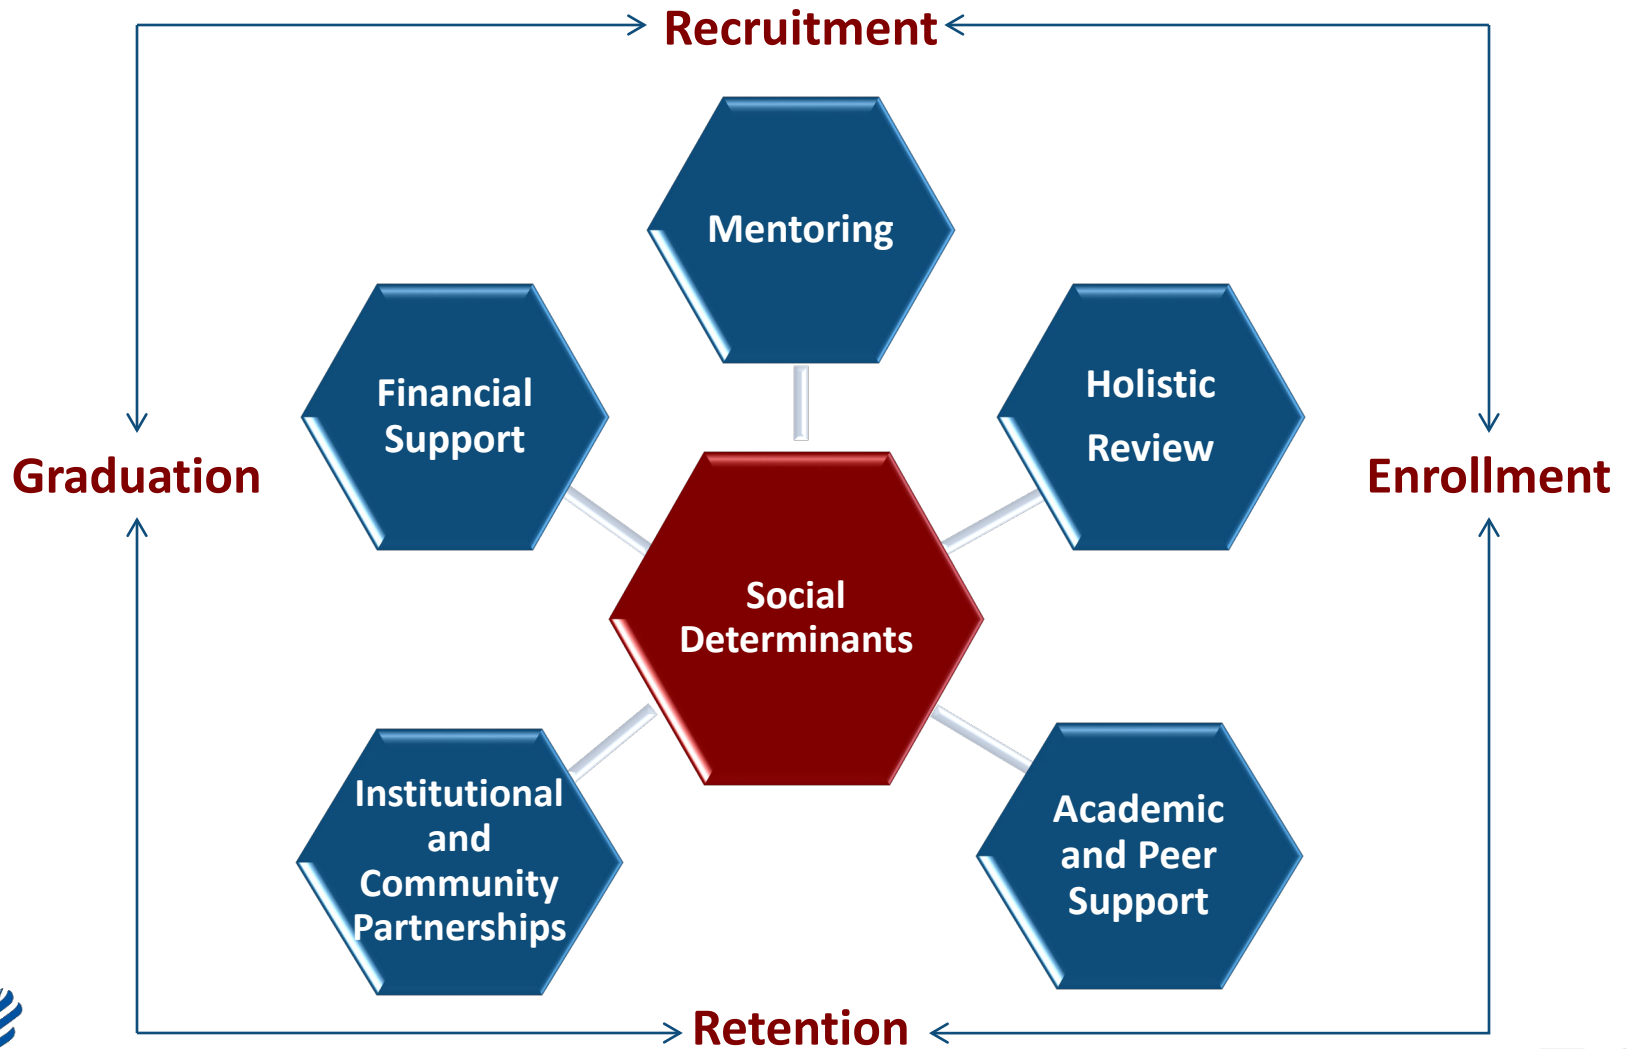 Recruitment
Mentoring
Financial
Support
Holistic
Review
Graduation
Enrollment
Social
Determinants
Institutional
and
Community
Partnerships
Academic
and Peer
Support
Retention